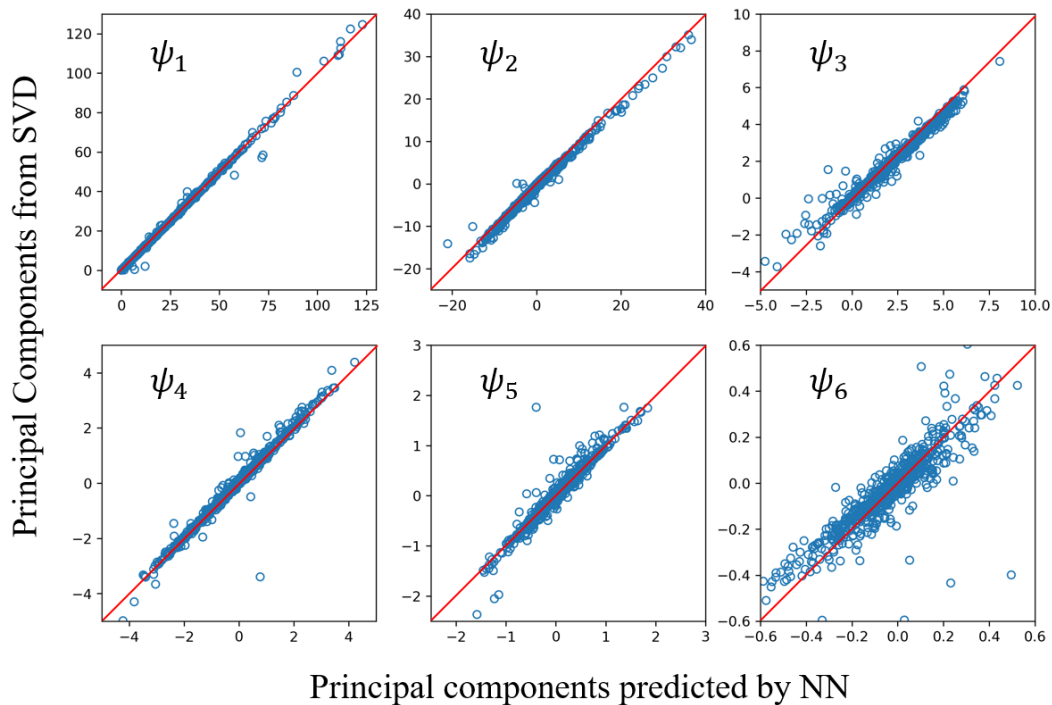 Principal Components from SVD
ψ₁
120
100
80
60
40
20
0
0 25 50 75 100 125
ψ₂
40
30
20
10
0
−10
−20
−20 0 20 40
ψ₃
10
8
6
4
2
0
−2
−4
−5.0 −2.5 0.0 2.5 5.0 7.5 10.0
ψ₄
4
2
0
−2
−4
−4 −2 0 2 4
ψ₅
3
2
1
0
−1
−2
−2 −1 0 1 2 3
ψ₆
0.6
0.4
0.2
0.0
−0.2
−0.4
−0.6
−0.6 −0.4 −0.2 0.0 0.2 0.4 0.6
Principal components predicted by NN